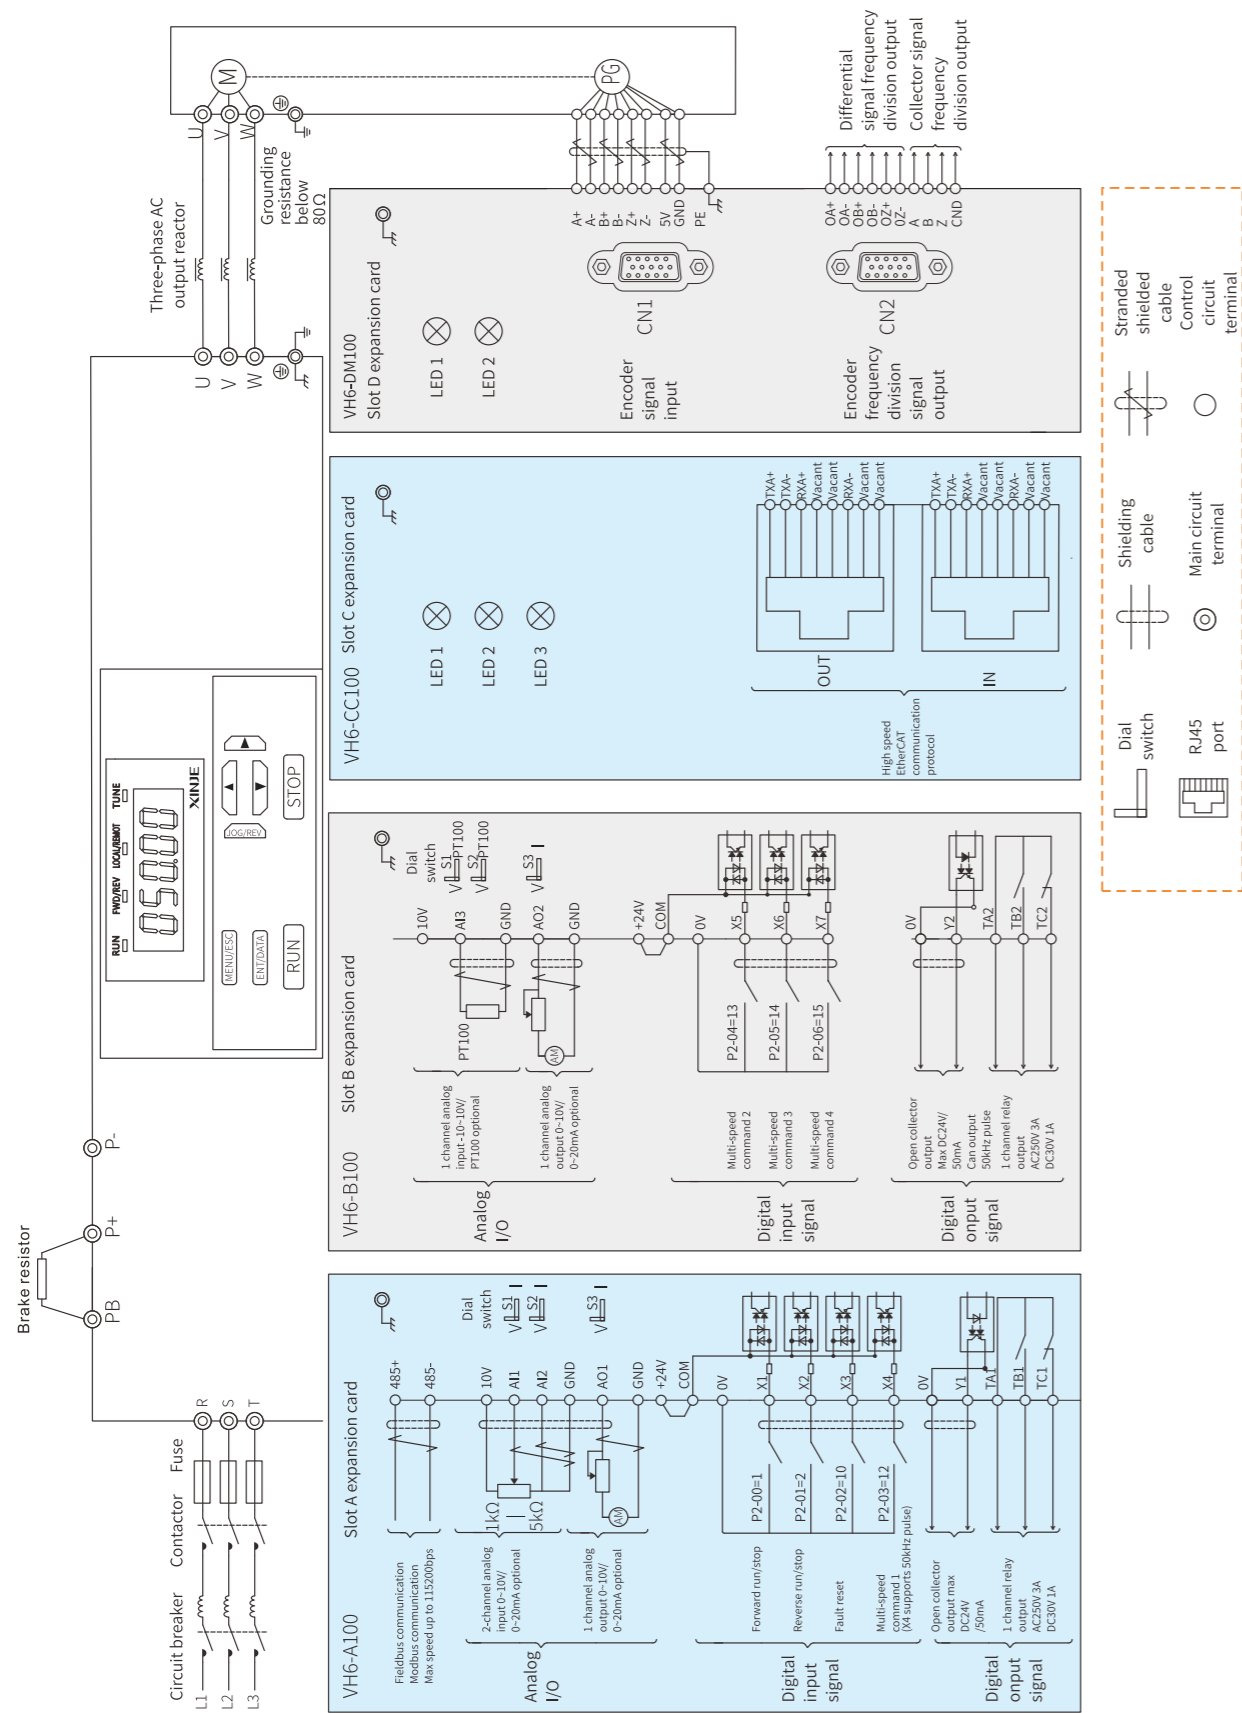 Brake resistor
PB
P+
P-
Circuit breaker
Contactor
Fuse
L1
L2
L3
R
S
T
RUN
FWD/REV
LOCAL/REMOT
TUNE
050.00
XINJE
MENU/ESC
ENT/DATA
RUN
JOG/REV
STOP
U
V
W
Three-phase AC
output reactor
U
V
W
M
Grounding
resistance
below
80Ω
PG
VH6-A100
Slot A expansion card
485+
485-
Fieldbus communication
Modbus communication
Max speed up to 115200bps
Dial
switch
V
S1
I
V
S2
I
V
S3
I
10V
AI1
AI2
GND
AO1
GND
1kΩ
|
5kΩ
AM
2-channel analog
input 0~10V/
0~20mA optional
1 channel analog
output 0~10V/
0~20mA optional
Analog
I/O
+24V
COM
0V
X1
X2
X3
X4
P2-00=1
P2-01=2
P2-02=10
P2-03=12
Forward run/stop
Reverse run/stop
Fault reset
Multi-speed
command 1
(X4 supports 50kHz pulse)
Digital
input
signal
0V
Y1
TA1
TB1
TC1
Open collector
output max
DC24V
/50mA
1 channel relay
output
AC250V 3A
DC30V 1A
Digital
onput
signal
VH6-B100
Slot B expansion card
Dial
switch
V
S1
PT100
V
S2
PT100
V
S3
I
10V
AI3
GND
AO2
GND
PT100
AM
1 channel analog
input -10~10V/
PT100 optional
1 channel analog
output 0~10V/
0~20mA optional
Analog
I/O
+24V
COM
0V
X5
X6
X7
P2-04=13
P2-05=14
P2-06=15
Multi-speed
command 2
Multi-speed
command 3
Multi-speed
command 4
Digital
input
signal
0V
Y2
TA2
TB2
TC2
Open collector
output
Max DC24V/
50mA
Can output
50kHz pulse
1 channel relay
output
AC250V 3A
DC30V 1A
Digital
onput
signal
VH6-CC100
Slot C expansion card
LED 1
LED 2
LED 3
TXA+
TXA-
RXA+
Vacant
Vacant
RXA-
Vacant
Vacant
OUT
TXA+
TXA-
RXA+
Vacant
Vacant
RXA-
Vacant
Vacant
IN
High speed
EtherCAT
communication
protocol
VH6-DM100
Slot D expansion card
LED 1
LED 2
Encoder
signal
input
CN1
A+
A-
B+
B-
Z+
Z-
5V
GND
PE
Encoder
frequency
division
signal
output
CN2
OA+
OA-
OB+
OB-
OZ+
0Z-
A
B
Z
CND
Differential
signal frequency
division output
Collector signal
frequency
division output
Dial
switch
Shielding
cable
Stranded
shielded
cable
RJ45
port
Main circuit
terminal
Control
circuit
terminal